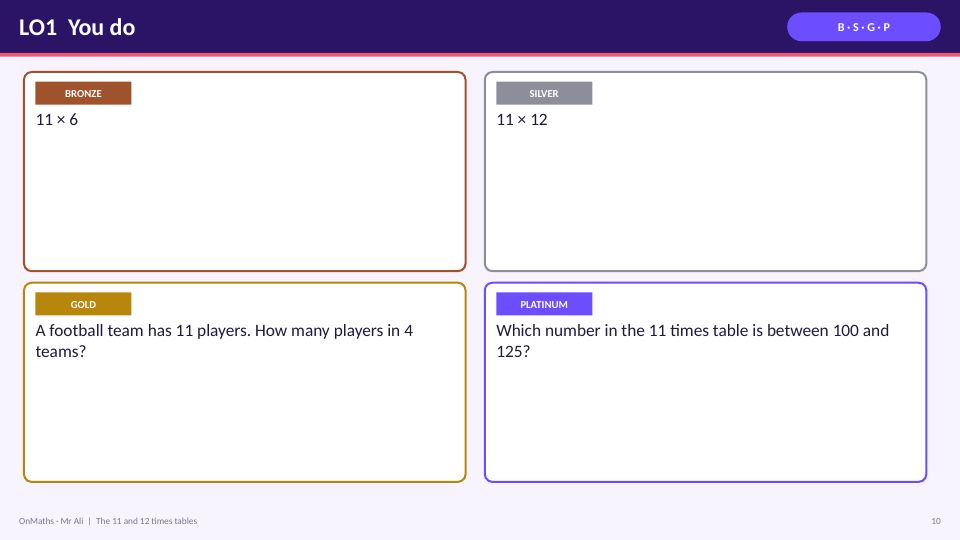 LO1 You do
B · S · G · P
BRONZE
11 × 6
SILVER
11 × 12
GOLD
A football team has 11 players. How many players in 4
teams?
PLATINUM
Which number in the 11 times table is between 100 and
125?
OnMaths · Mr Ali | The 11 and 12 times tables
10